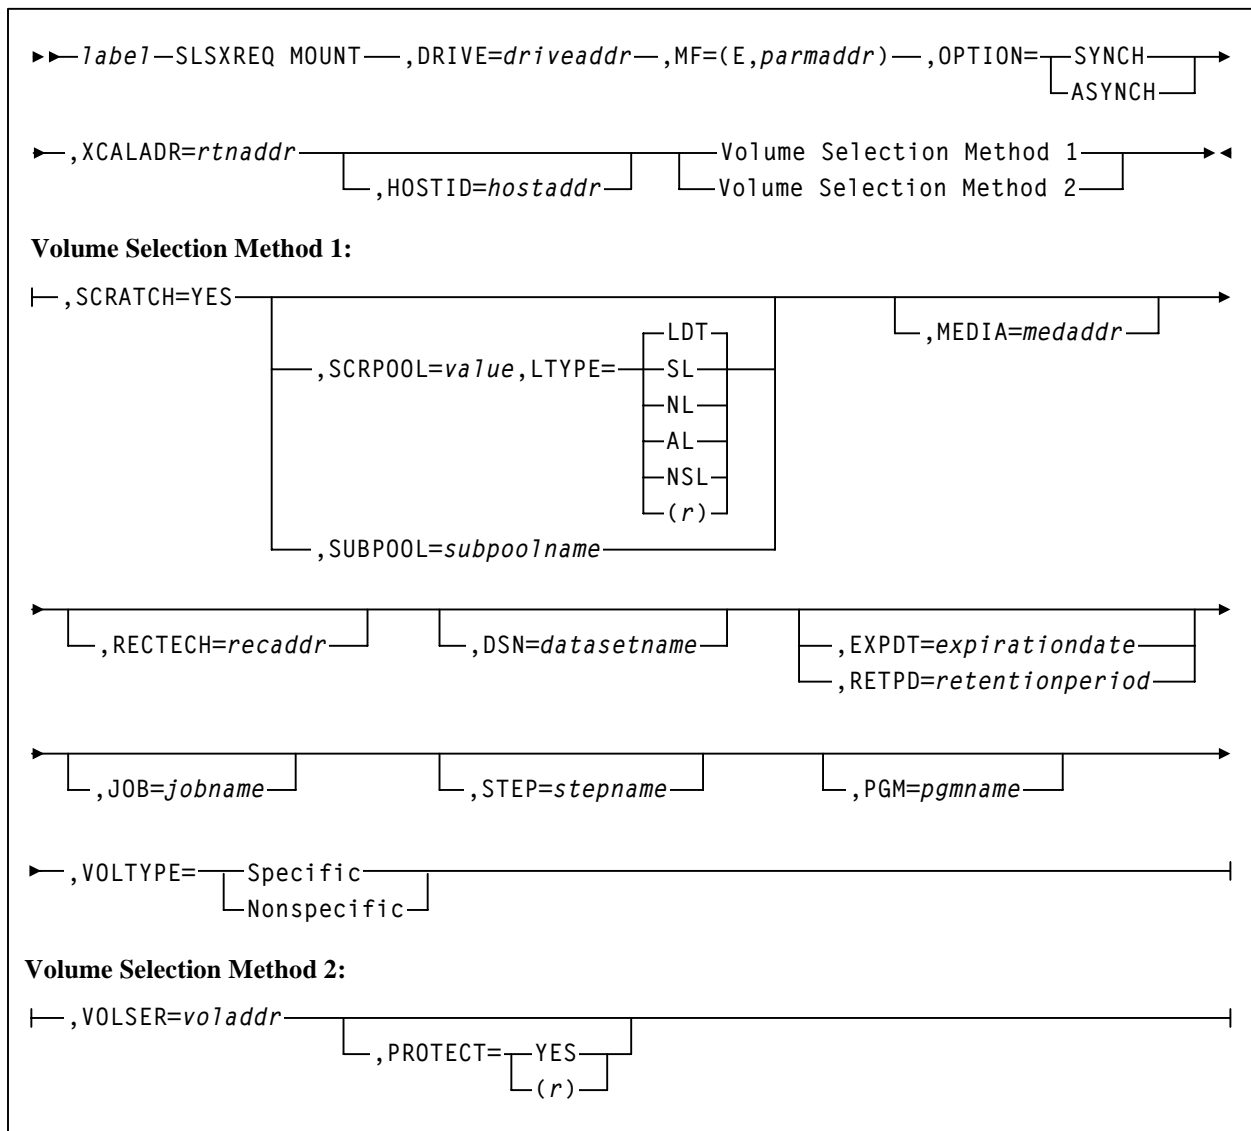 label SLSXREQ MOUNT ,DRIVE=driveaddr ,MF=(E,parmaddr) ,OPTION= SYNCH
ASYNCH
,XCALADR=rtnaddr Volume Selection Method 1
,HOSTID=hostaddr Volume Selection Method 2
Volume Selection Method 1:
,SCRATCH=YES
LDT ,MEDIA=medaddr
,SCRPOOL=value,LTYPE= SL
NL
AL
NSL
(r)
,SUBPOOL=subpoolname
,RECTECH=recaddr ,DSN=datasetname ,EXPDT=expirationdate
,RETPD=retentionperiod
,JOB=jobname ,STEP=stepname ,PGM=pgmname
,VOLTYPE= Specific
Nonspecific
Volume Selection Method 2:
,VOLSER=voladdr
,PROTECT= YES
(r)